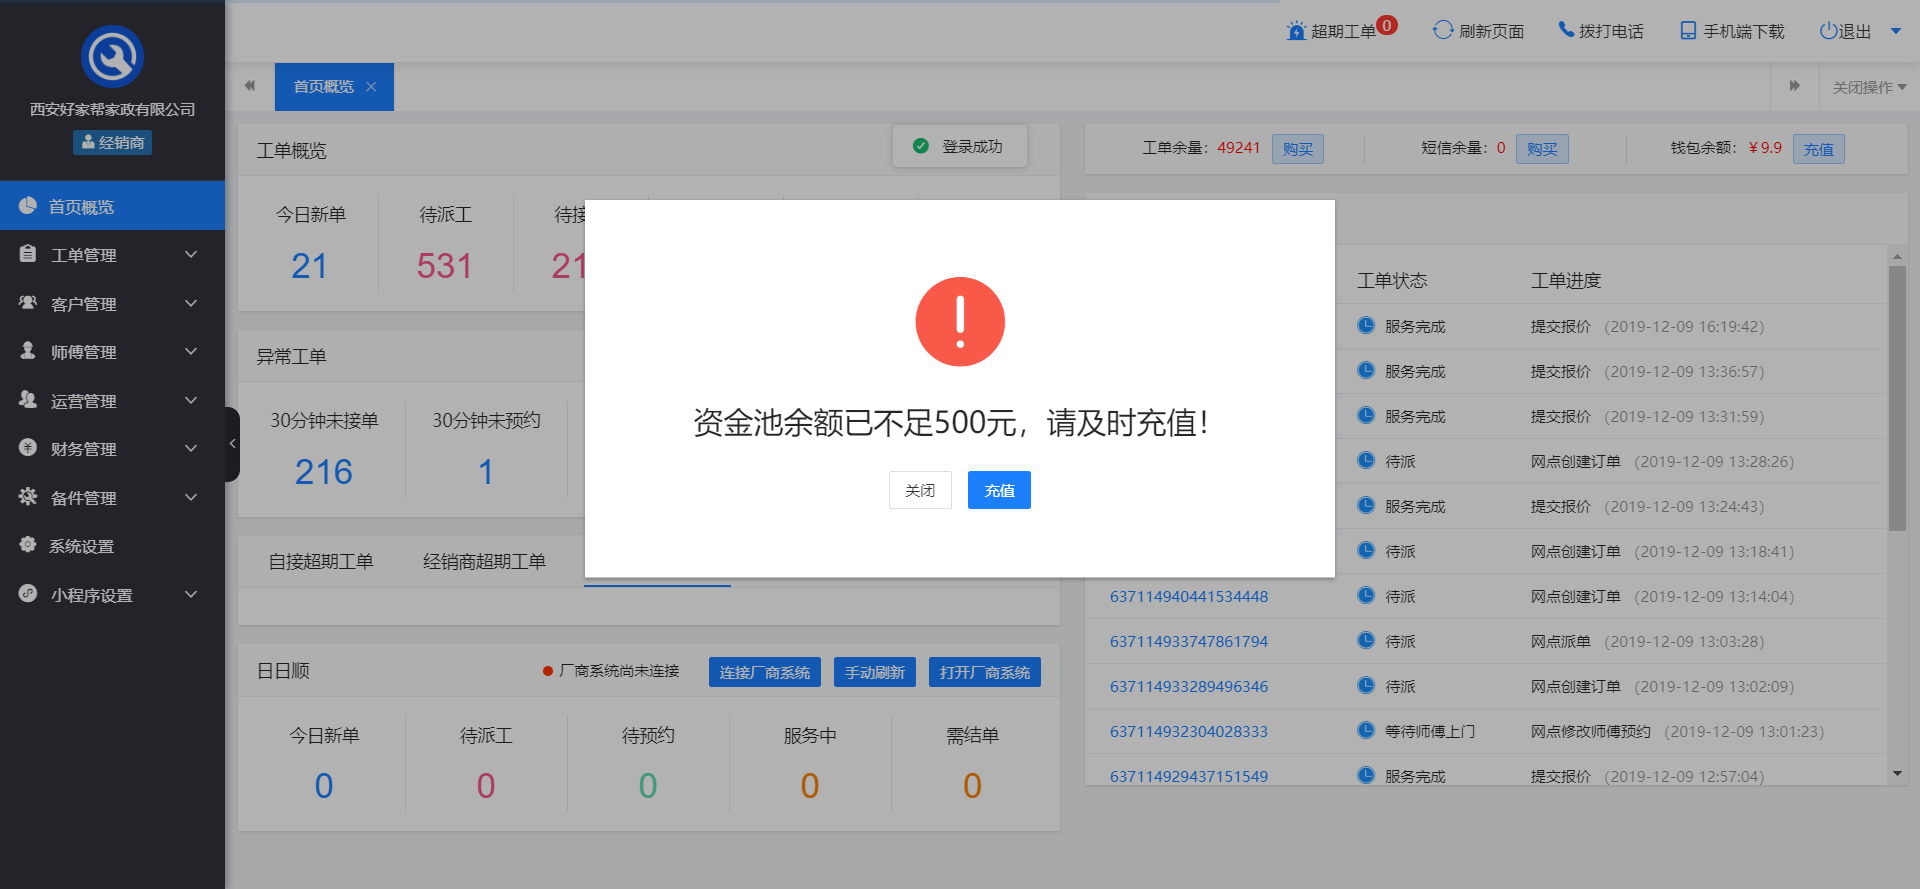 超期工单 0 刷新页面 拨打电话 手机端下载 退出
西安好家帮家政有限公司
经销商
首页概览
工单管理
客户管理
师傅管理
运营管理
财务管理
备件管理
系统设置
小程序设置
首页概览
关闭操作
工单概览
登录成功
今日新单 待派工 待接
21 531 21
工单余量：49241 购买 短信余量：0 购买 钱包余额：￥9.9 充值
异常工单
30分钟未接单 30分钟未预约
216 1
自接超期工单 经销商超期工单
日日顺 厂商系统尚未连接 连接厂商系统 手动刷新 打开厂商系统
今日新单 待派工 待预约 服务中 需结单
0 0 0 0 0
资金池余额已不足500元，请及时充值！
关闭 充值
工单状态 工单进度
服务完成 提交报价 (2019-12-09 16:19:42)
服务完成 提交报价 (2019-12-09 13:36:57)
服务完成 提交报价 (2019-12-09 13:31:59)
待派 网点创建订单 (2019-12-09 13:28:26)
服务完成 提交报价 (2019-12-09 13:24:43)
待派 网点创建订单 (2019-12-09 13:18:41)
637114940441534448 待派 网点创建订单 (2019-12-09 13:14:04)
637114933747861794 待派 网点派单 (2019-12-09 13:03:28)
637114933289496346 待派 网点创建订单 (2019-12-09 13:02:09)
637114932304028333 等待师傅上门 网点修改师傅预约 (2019-12-09 13:01:23)
637114929437151549 服务完成 提交报价 (2019-12-09 12:57:04)